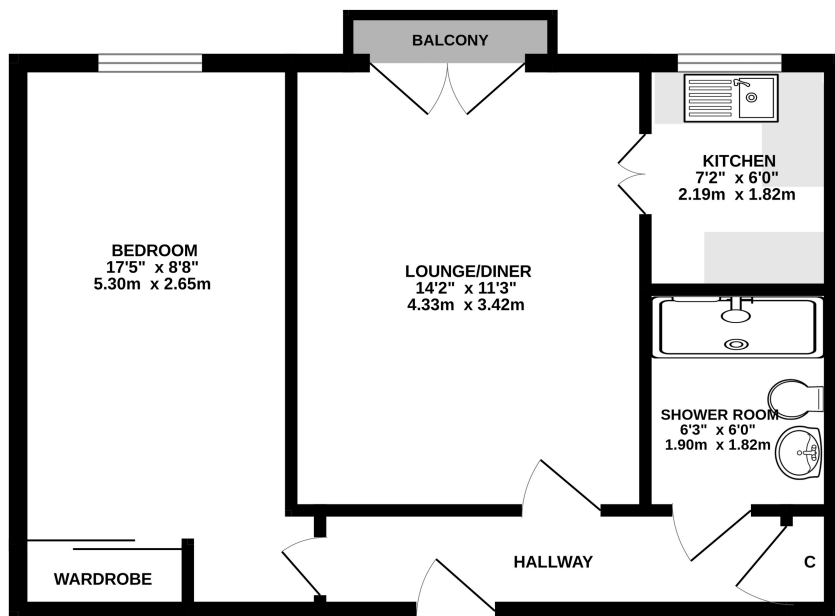 BALCONY
KITCHEN
7'2" x 6'0"
2.19m x 1.82m
BEDROOM
17'5" x 8'8"
5.30m x 2.65m
LOUNGE/DINER
14'2" x 11'3"
4.33m x 3.42m
SHOWER ROOM
6'3" x 6'0"
1.90m x 1.82m
HALLWAY
C
WARDROBE